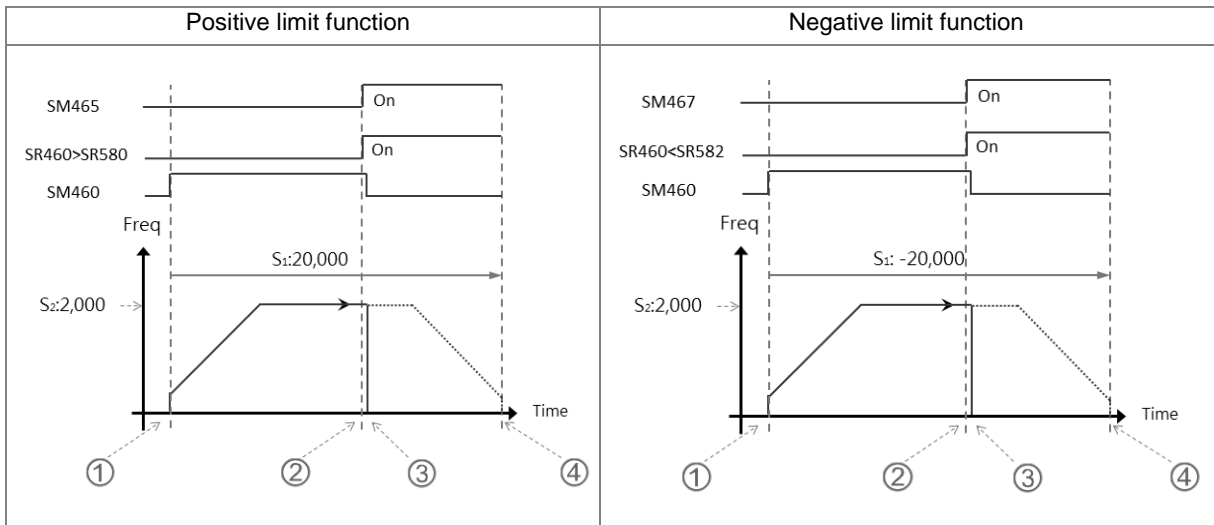 Positive limit function
Negative limit function
SM465
On
SR460>SR580
On
SM460
Freq
S1:20,000
S2:2,000
Time
① ② ③ ④
SM467
On
SR460<SR582
On
SM460
Freq
S1: -20,000
S2:2,000
Time
① ② ③ ④